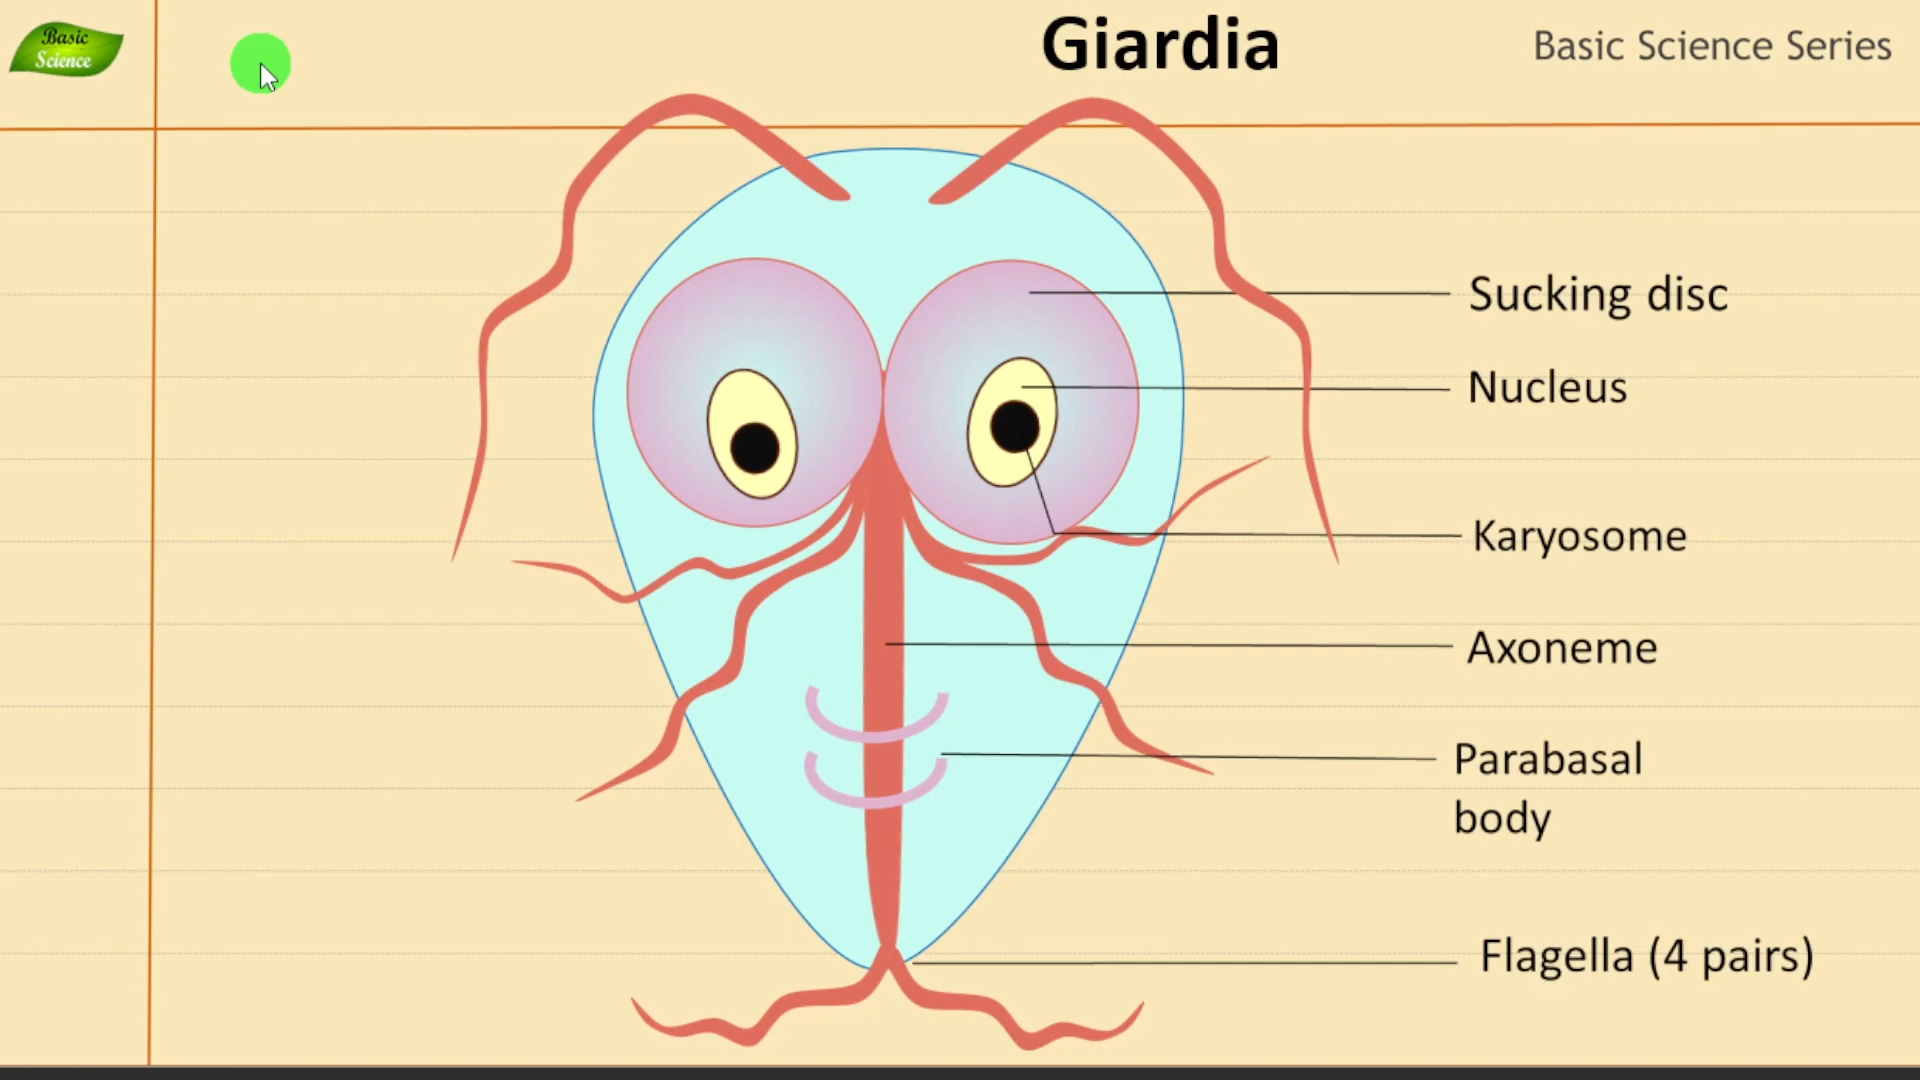 Basic
Science
Giardia
Basic Science Series
Sucking disc
Nucleus
Karyosome
Axoneme
Parabasal
body
Flagella (4 pairs)